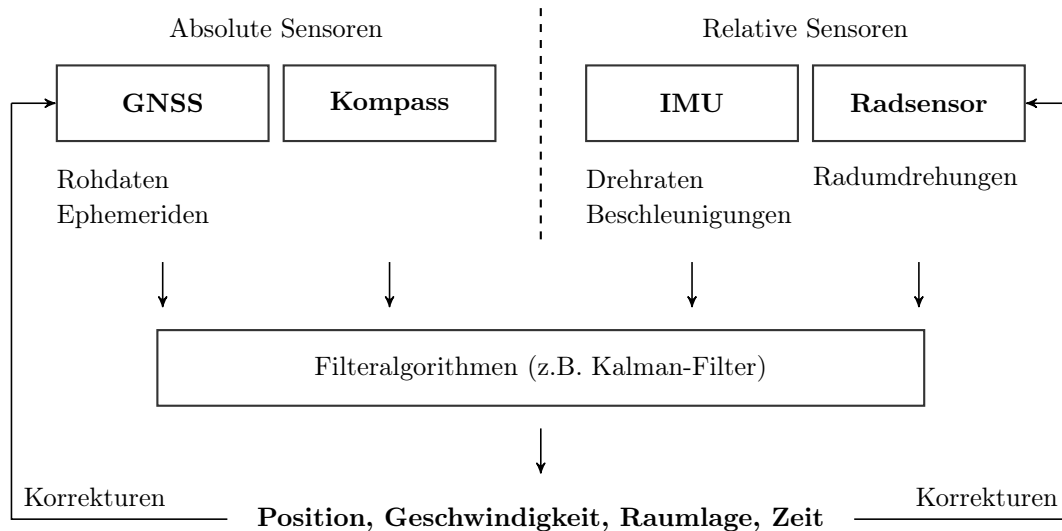 Absolute Sensoren
Relative Sensoren
GNSS
Kompass
IMU
Radsensor
Rohdaten
Ephemeriden
Drehraten
Beschleunigungen
Radumdrehungen
Filteralgorithmen (z.B. Kalman-Filter)
Korrekturen
Korrekturen
Position, Geschwindigkeit, Raumlage, Zeit